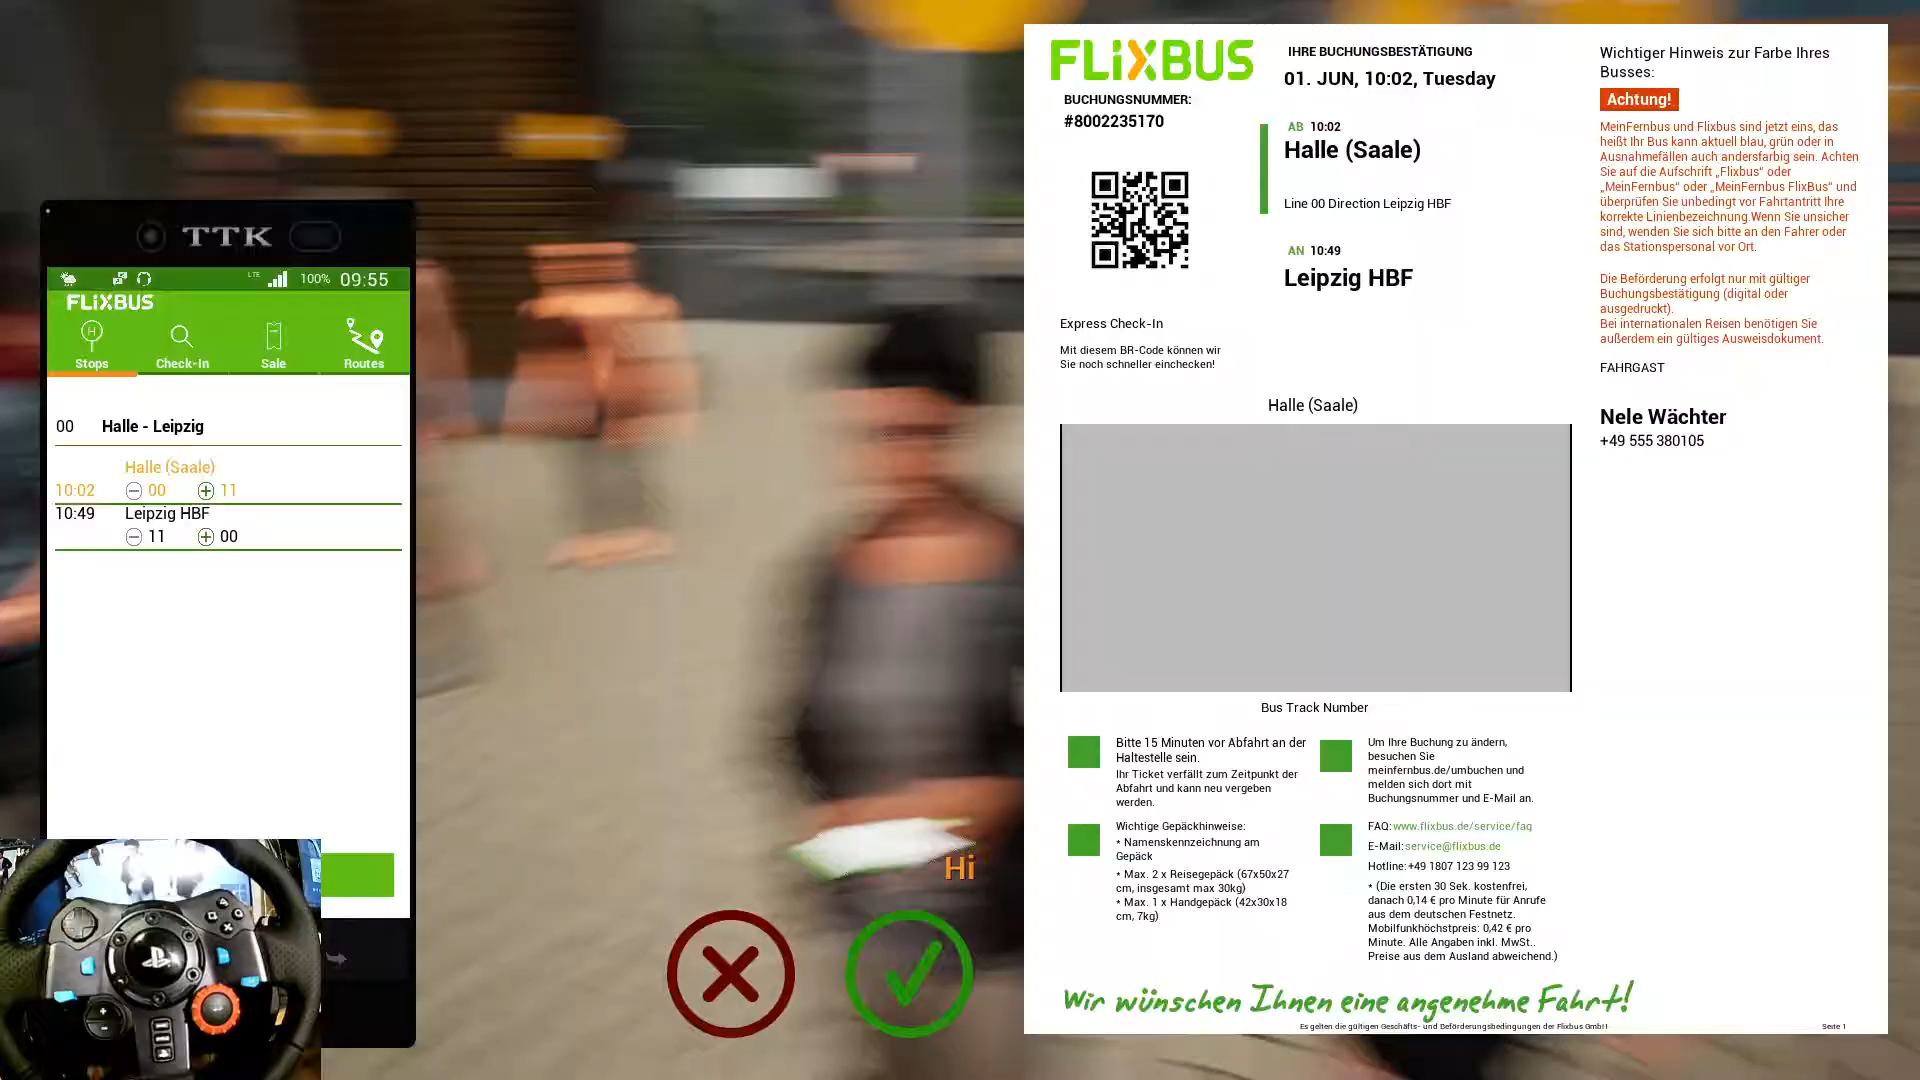 TTK
LTE 100% 09:55
FLiXBUS
Stops
Check-In
Sale
Routes
00 Halle - Leipzig
Halle (Saale)
10:02 00 11
10:49 Leipzig HBF
11 00
Hi
FLiXBUS
BUCHUNGSNUMMER:
#8002235170
IHRE BUCHUNGSBESTÄTIGUNG
01. JUN, 10:02, Tuesday
AB 10:02
Halle (Saale)
Line 00 Direction Leipzig HBF
AN 10:49
Leipzig HBF
Express Check-In
Mit diesem BR-Code können wir
Sie noch schneller einchecken!
Halle (Saale)
Bus Track Number
Bitte 15 Minuten vor Abfahrt an der
Haltestelle sein.
Ihr Ticket verfällt zum Zeitpunkt der
Abfahrt und kann neu vergeben
werden.
Wichtige Gepäckhinweise:
* Namenskennzeichnung am
Gepäck
* Max. 2 x Reisegepäck (67x50x27
cm, insgesamt max 30kg)
* Max. 1 x Handgepäck (42x30x18
cm, 7kg)
Um Ihre Buchung zu ändern,
besuchen Sie
meinfernbus.de/umbuchen und
melden sich dort mit
Buchungsnummer und E-Mail an.
FAQ: www.flixbus.de/service/faq
E-Mail: service@flixbus.de
Hotline: +49 1807 123 99 123
* (Die ersten 30 Sek. kostenfrei,
danach 0,14 € pro Minute für Anrufe
aus dem deutschen Festnetz.
Mobilfunkhöchstpreis: 0,42 € pro
Minute. Alle Angaben inkl. MwSt..
Preise aus dem Ausland abweichend.)
Wichtiger Hinweis zur Farbe Ihres
Busses:
Achtung!
MeinFernbus und Flixbus sind jetzt eins, das
heißt Ihr Bus kann aktuell blau, grün oder in
Ausnahmefällen auch andersfarbig sein. Achten
Sie auf die Aufschrift „Flixbus“ oder
„MeinFernbus“ oder „MeinFernbus FlixBus“ und
überprüfen Sie unbedingt vor Fahrtantritt Ihre
korrekte Linienbezeichnung.Wenn Sie unsicher
sind, wenden Sie sich bitte an den Fahrer oder
das Stationspersonal vor Ort.
Die Beförderung erfolgt nur mit gültiger
Buchungsbestätigung (digital oder
ausgedruckt).
Bei internationalen Reisen benötigen Sie
außerdem ein gültiges Ausweisdokument.
FAHRGAST
Nele Wächter
+49 555 380105
Wir wünschen Ihnen eine angenehme Fahrt!
Es gelten die gültigen Geschäfts- und Beförderungsbedingungen der Flixbus GmbH
Seite 1